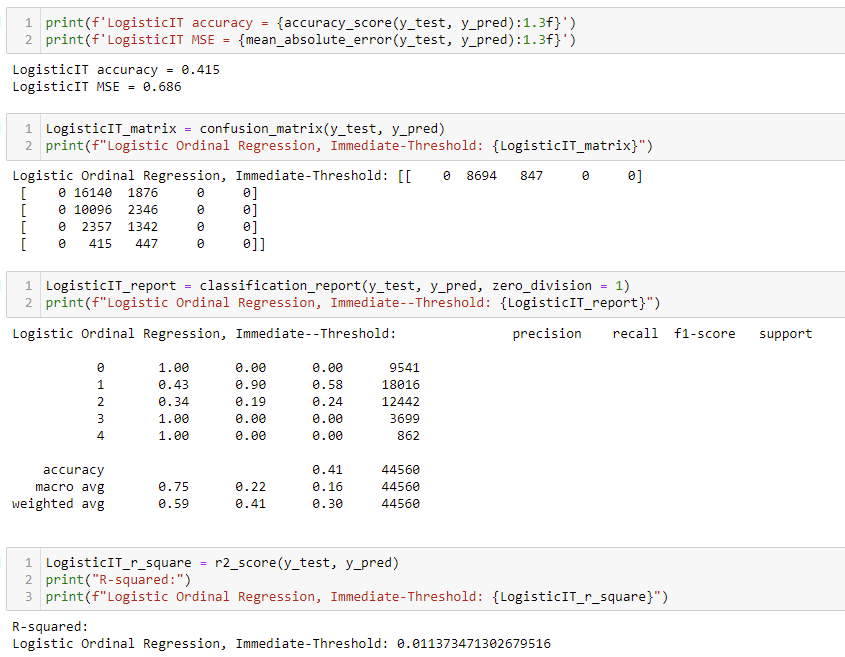 1 print(f'LogisticIT accuracy = {accuracy_score(y_test, y_pred):1.3f}')
2 print(f'LogisticIT MSE = {mean_absolute_error(y_test, y_pred):1.3f}')
LogisticIT accuracy = 0.415
LogisticIT MSE = 0.686
1 LogisticIT_matrix = confusion_matrix(y_test, y_pred)
2 print(f"Logistic Ordinal Regression, Immediate-Threshold: {LogisticIT_matrix}")
Logistic Ordinal Regression, Immediate-Threshold: [[    0  8694   847     0     0]
[    0 16140  1876     0     0]
[    0 10096  2346     0     0]
[    0  2357  1342     0     0]
[    0   415   447     0     0]]
1 LogisticIT_report = classification_report(y_test, y_pred, zero_division = 1)
2 print(f"Logistic Ordinal Regression, Immediate--Threshold: {LogisticIT_report}")
Logistic Ordinal Regression, Immediate--Threshold:               precision    recall  f1-score   support
0       1.00      0.00      0.00      9541
1       0.43      0.90      0.58     18016
2       0.34      0.19      0.24     12442
3       1.00      0.00      0.00      3699
4       1.00      0.00      0.00       862
accuracy                           0.41     44560
macro avg       0.75      0.22      0.16     44560
weighted avg       0.59      0.41      0.30     44560
1 LogisticIT_r_square = r2_score(y_test, y_pred)
2 print("R-squared:")
3 print(f"Logistic Ordinal Regression, Immediate-Threshold: {LogisticIT_r_square}")
R-squared:
Logistic Ordinal Regression, Immediate-Threshold: 0.011373471302679516